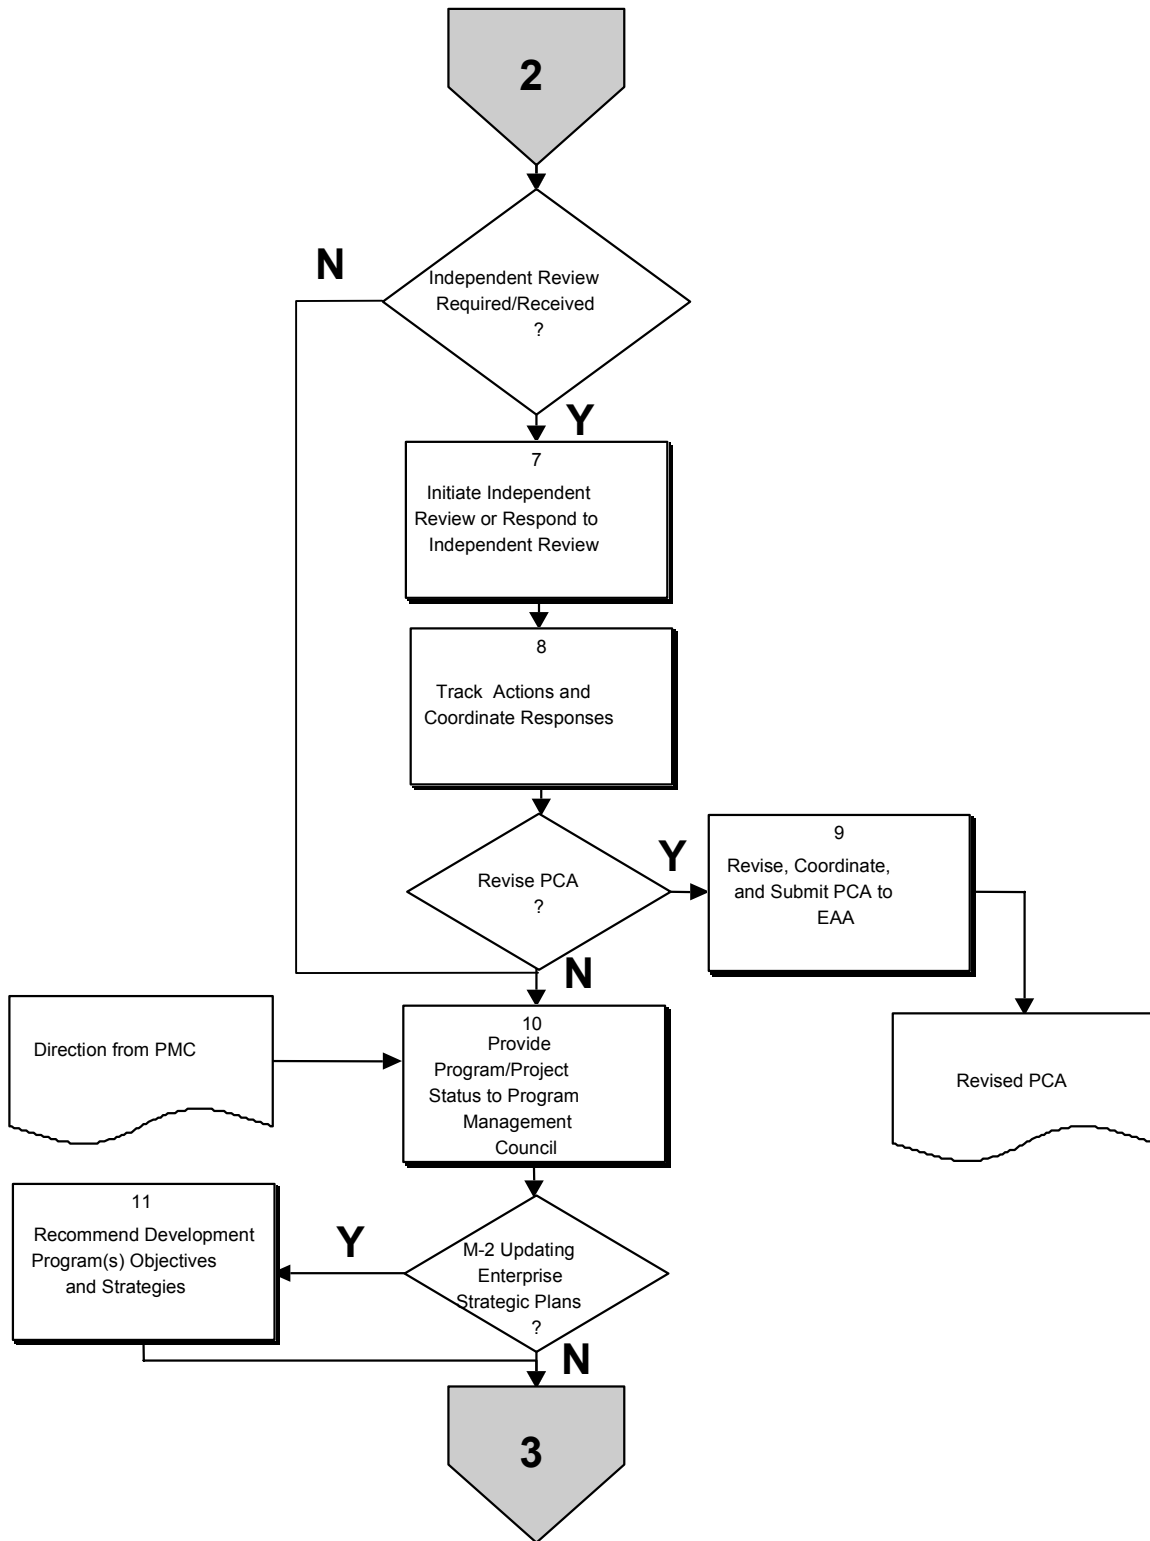 2
N
Independent Review
Required/Received
?
Y
7
Initiate Independent
Review or Respond to
Independent Review
8
Track Actions and
Coordinate Responses
Revise PCA
?
Y
9
Revise, Coordinate,
and Submit PCA to
EAA
N
Direction from PMC
10
Provide
Program/Project
Status to Program
Management
Council
Revised PCA
11
Recommend Development
Program(s) Objectives
and Strategies
Y
M-2 Updating
Enterprise
Strategic Plans
?
N
3